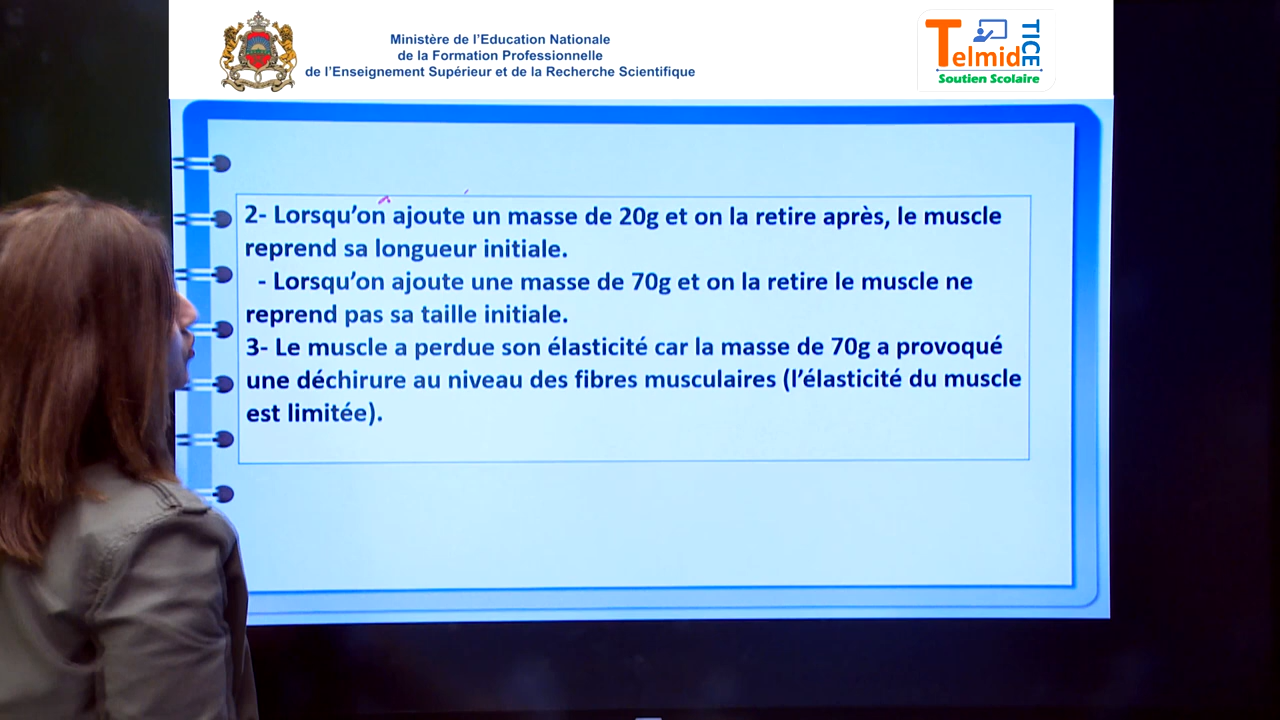 Ministère de l'Education Nationale
de la Formation Professionnelle
de l'Enseignement Supérieur et de la Recherche Scientifique
TelmidTICE
Soutien Scolaire
2- Lorsqu'on ajoute un masse de 20g et on la retire après, le muscle
reprend sa longueur initiale.
- Lorsqu'on ajoute une masse de 70g et on la retire le muscle ne
reprend pas sa taille initiale.
3- Le muscle a perdue son élasticité car la masse de 70g a provoqué
une déchirure au niveau des fibres musculaires (l'élasticité du muscle
est limitée).